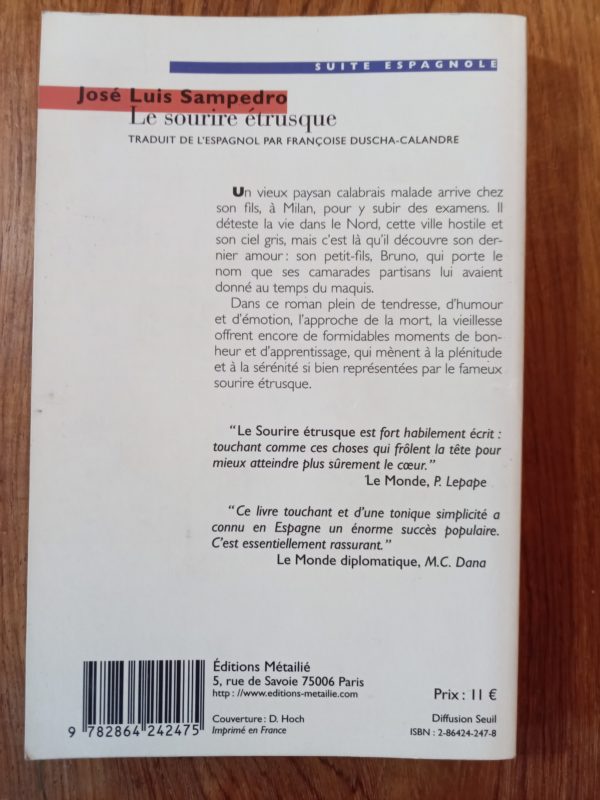 SUITE ESPAGNOLE
José Luis Sampedro
Le sourire étrusque
TRADUIT DE L'ESPAGNOL PAR FRANÇOISE DUSCHA-CALANDRE
Un vieux paysan calabrais malade arrive chez
son fils, à Milan, pour y subir des examens. Il
déteste la vie dans le Nord, cette ville hostile et
son ciel gris, mais c'est là qu'il découvre son der-
nier amour : son petit-fils, Bruno, qui porte le
nom que ses camarades partisans lui avaient
donné au temps du maquis.
Dans ce roman plein de tendresse, d'humour
et d'émotion, l'approche de la mort, la vieillesse
offrent encore de formidables moments de bon-
heur et d'apprentissage, qui mènent à la plénitude
et à la sérénité si bien représentées par le fameux
sourire étrusque.
“Le Sourire étrusque est fort habilement écrit :
touchant comme ces choses qui frôlent la tête pour
mieux atteindre plus sûrement le cœur.”
Le Monde, P. Lepape
“Ce livre touchant et d'une tonique simplicité a
connu en Espagne un énorme succès populaire.
C'est essentiellement rassurant.”
Le Monde diplomatique, M.C. Dana
Éditions Métailié
5, rue de Savoie 75006 Paris
http://www.editions-metailie.com
Couverture : D. Hoch
Imprimé en France
9 782864 242475
Prix : 11 €
Diffusion Seuil
ISBN : 2-86424-247-8